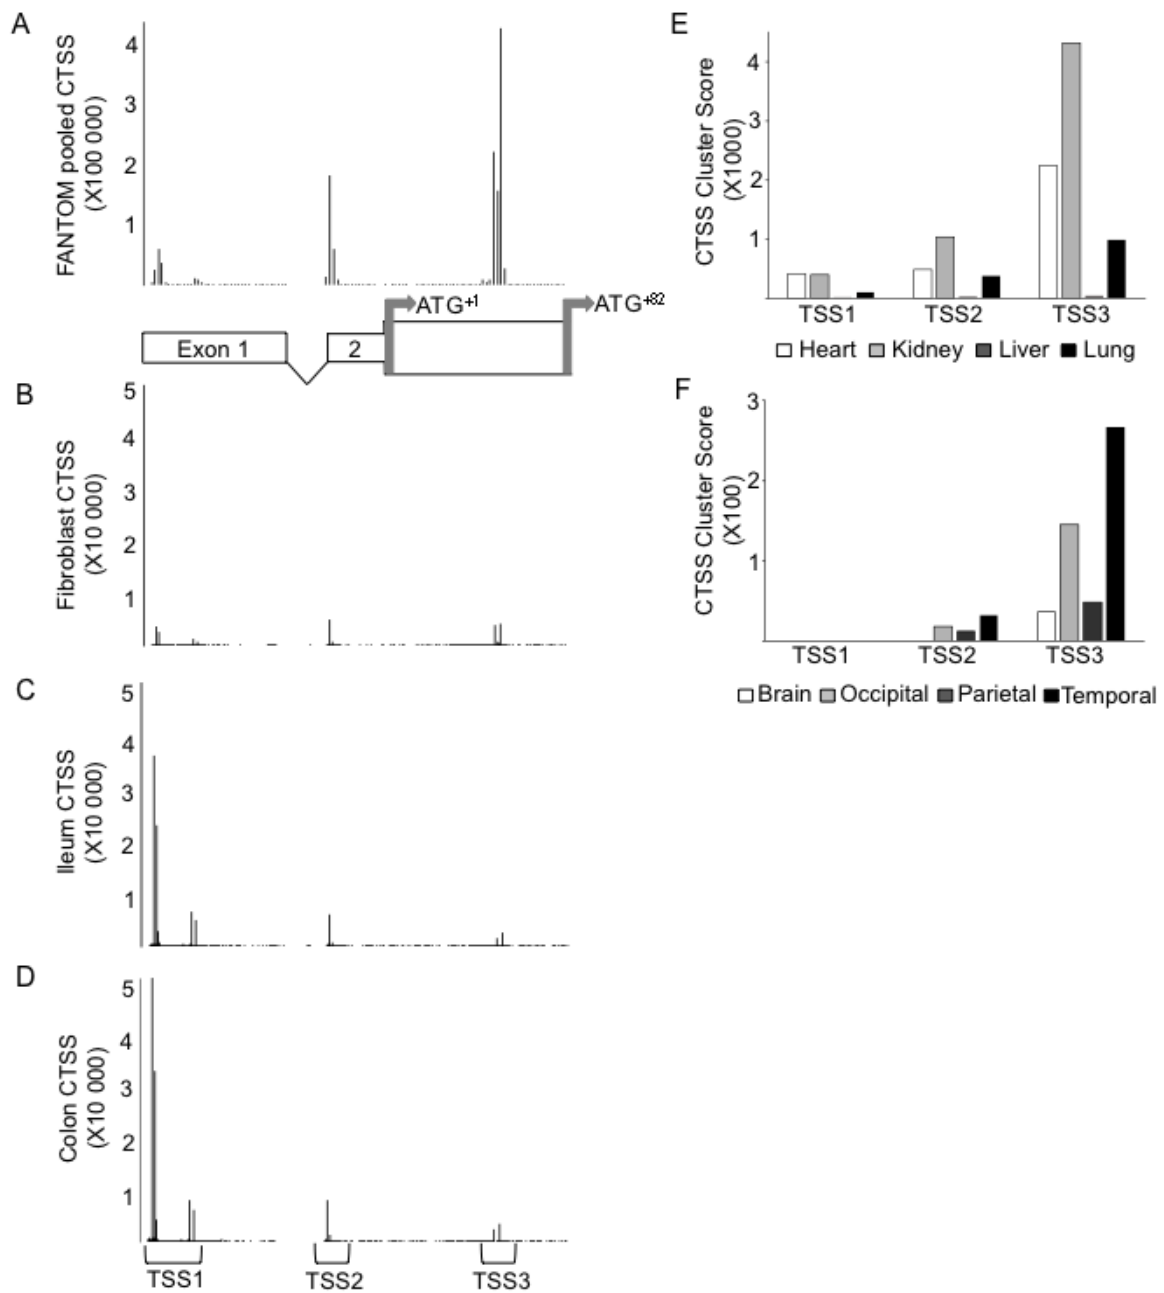 A
FANTOM pooled CTSS
(X100 000)
4
3
2
1
ATG+1
ATG+82
Exon 1
2
B
Fibroblast CTSS
(X10 000)
5
4
3
2
1
C
Ileum CTSS
(X10 000)
5
4
3
2
1
D
Colon CTSS
(X10 000)
5
4
3
2
1
TSS1 TSS2 TSS3
E
CTSS Cluster Score
(X1000)
4
3
2
1
TSS1 TSS2 TSS3
Heart Kidney Liver Lung
F
CTSS Cluster Score
(X100)
3
2
1
TSS1 TSS2 TSS3
Brain Occipital Parietal Temporal